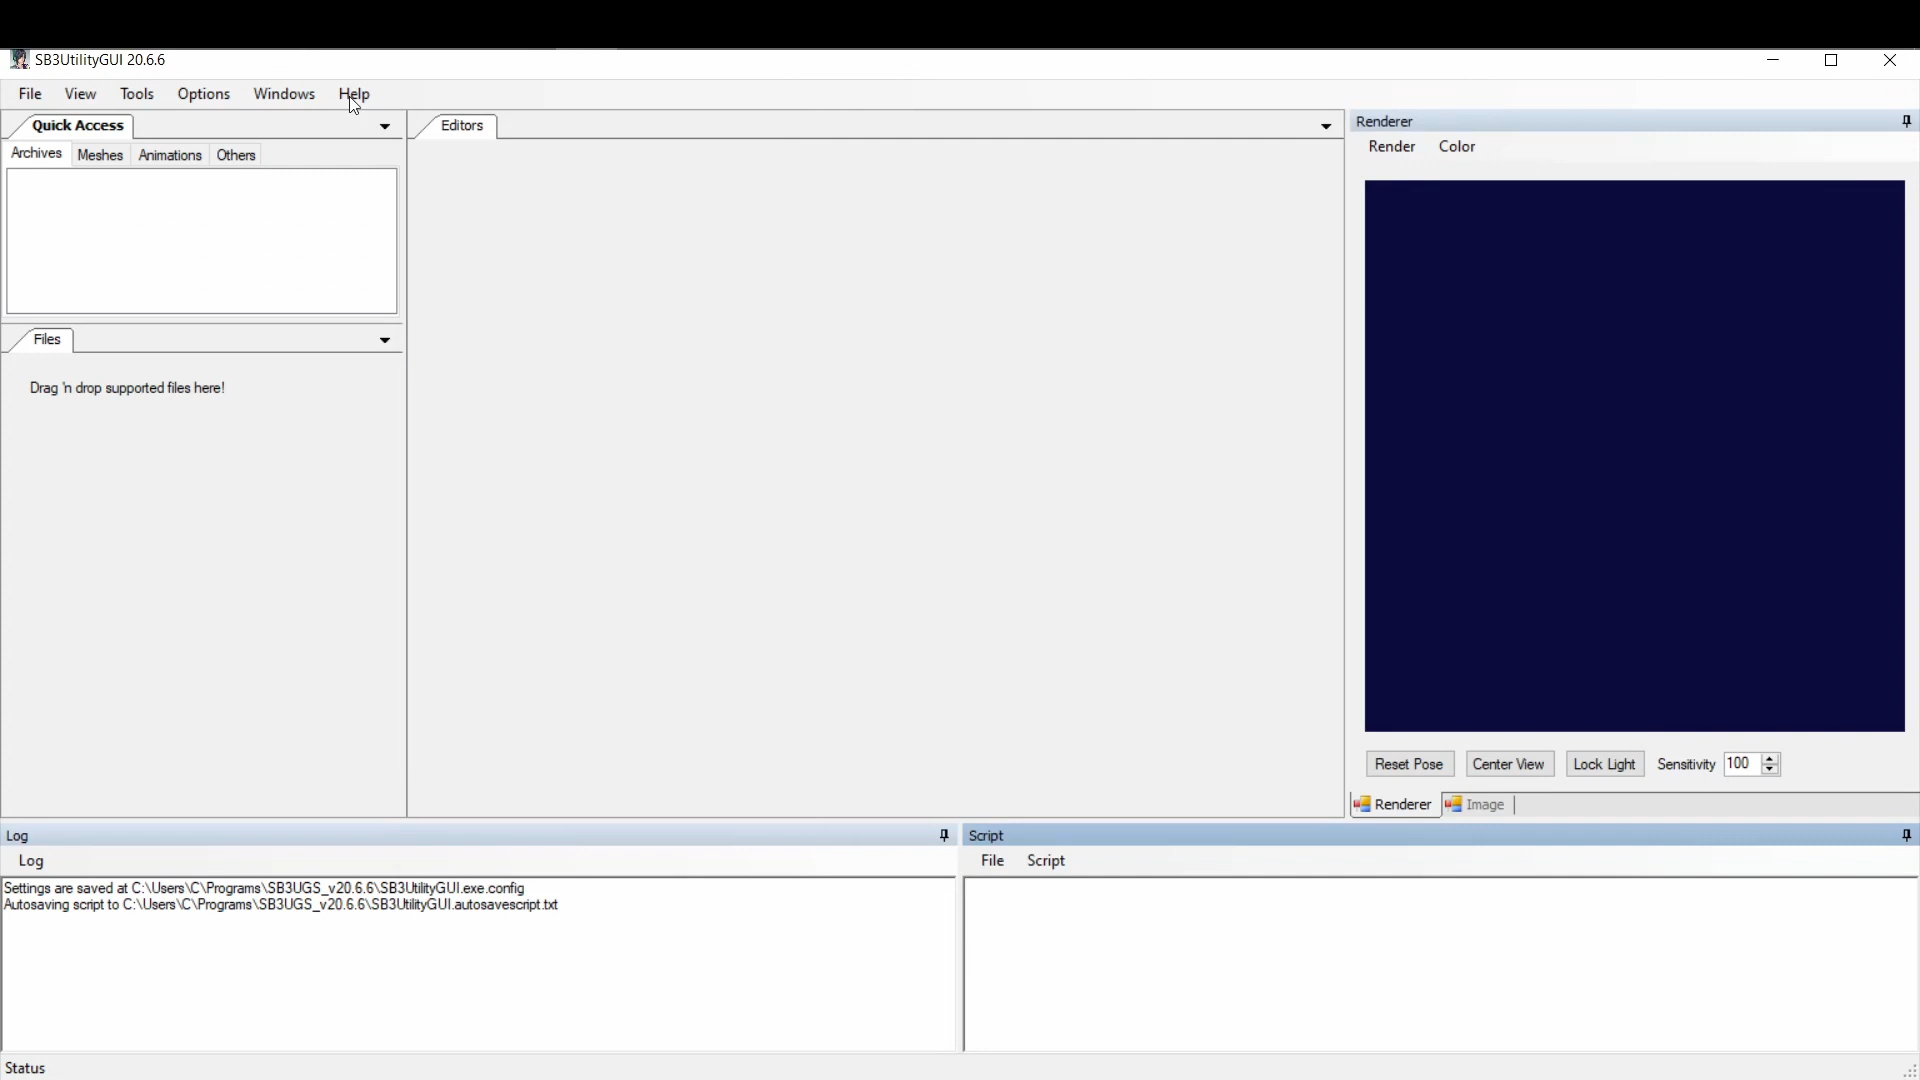 SB3UtilityGUI 20.6.6
File View Tools Options Windows Help
Quick Access
Archives Meshes Animations Others
Files
Drag 'n drop supported files here!
Editors
Renderer
Render Color
Reset Pose Center View Lock Light Sensitivity 100
Renderer Image
Log
Log
Settings are saved at C:\Users\C\Programs\SB3UGS_v20.6.6\SB3UtilityGUI.exe.config
Autosaving script to C:\Users\C\Programs\SB3UGS_v20.6.6\SB3UtilityGUI.autosavescript.txt
Script
File Script
Status